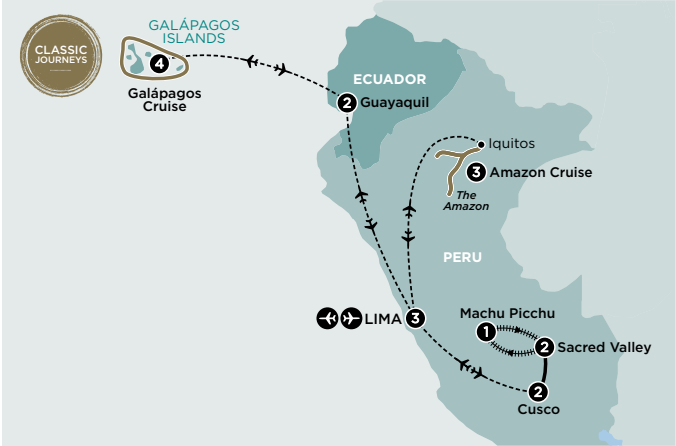 CLASSIC
JOURNEYS
GALÁPAGOS
ISLANDS
4
Galápagos
Cruise
ECUADOR
2 Guayaquil
Iquitos
3 Amazon Cruise
The
Amazon
PERU
LIMA 3
Machu Picchu
1
2 Sacred Valley
2
Cusco